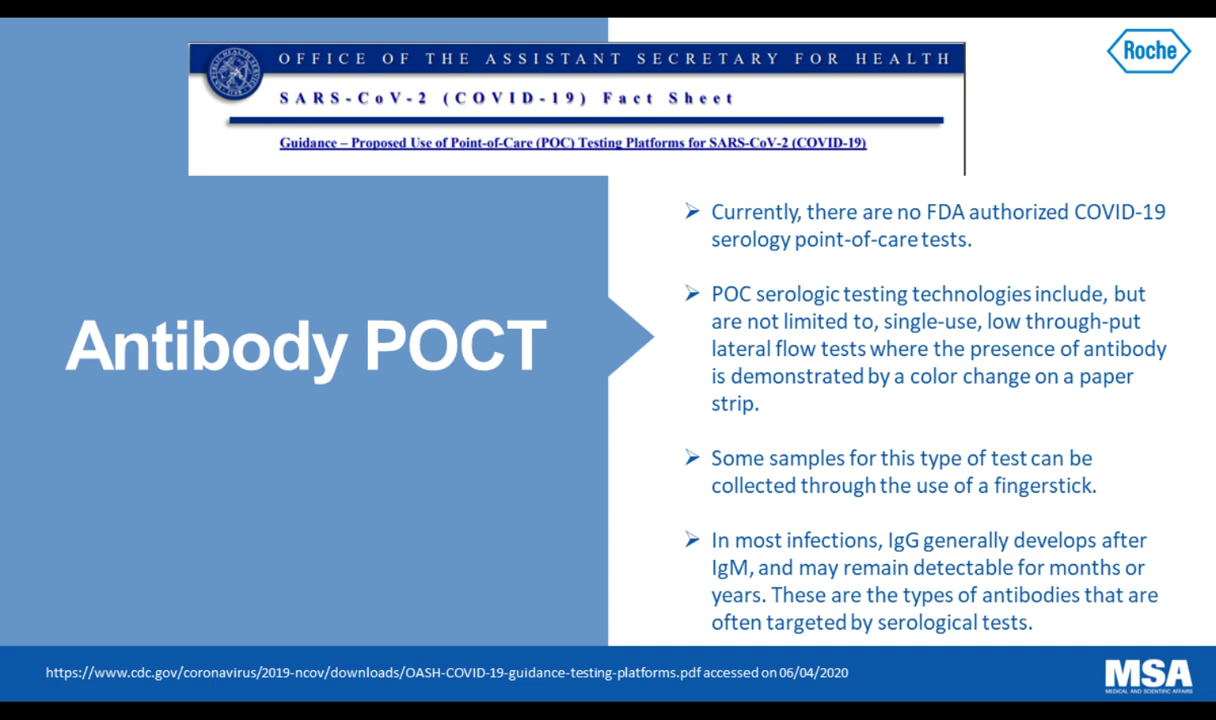 OFFICE OF THE ASSISTANT SECRETARY FOR HEALTH
SARS-CoV-2 (COVID-19) Fact Sheet
Guidance – Proposed Use of Point-of-Care (POC) Testing Platforms for SARS-CoV-2 (COVID-19)
Roche
Antibody POCT
Currently, there are no FDA authorized COVID-19
serology point-of-care tests.
POC serologic testing technologies include, but
are not limited to, single-use, low through-put
lateral flow tests where the presence of antibody
is demonstrated by a color change on a paper
strip.
Some samples for this type of test can be
collected through the use of a fingerstick.
In most infections, IgG generally develops after
IgM, and may remain detectable for months or
years. These are the types of antibodies that are
often targeted by serological tests.
https://www.cdc.gov/coronavirus/2019-ncov/downloads/OASH-COVID-19-guidance-testing-platforms.pdf accessed on 06/04/2020
MSA
MEDICAL AND SCIENTIFIC AFFAIRS